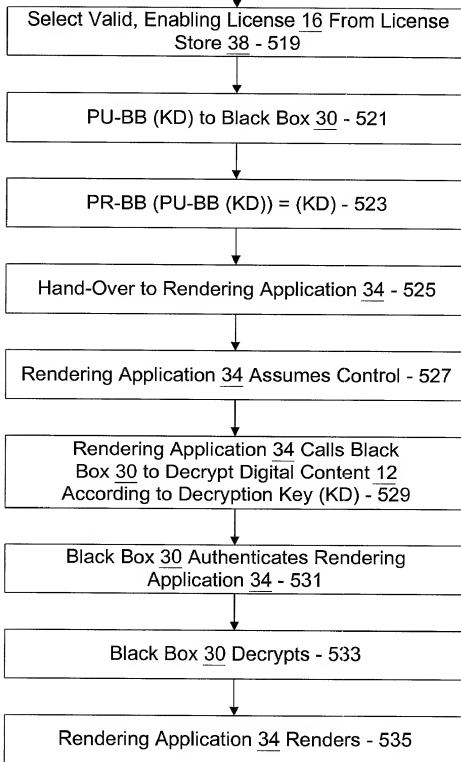 Select Valid, Enabling License 16 From License
Store 38 - 519
PU-BB (KD) to Black Box 30 - 521
PR-BB (PU-BB (KD)) = (KD) - 523
Hand-Over to Rendering Application 34 - 525
Rendering Application 34 Assumes Control - 527
Rendering Application 34 Calls Black
Box 30 to Decrypt Digital Content 12
According to Decryption Key (KD) - 529
Black Box 30 Authenticates Rendering
Application 34 - 531
Black Box 30 Decrypts - 533
Rendering Application 34 Renders - 535